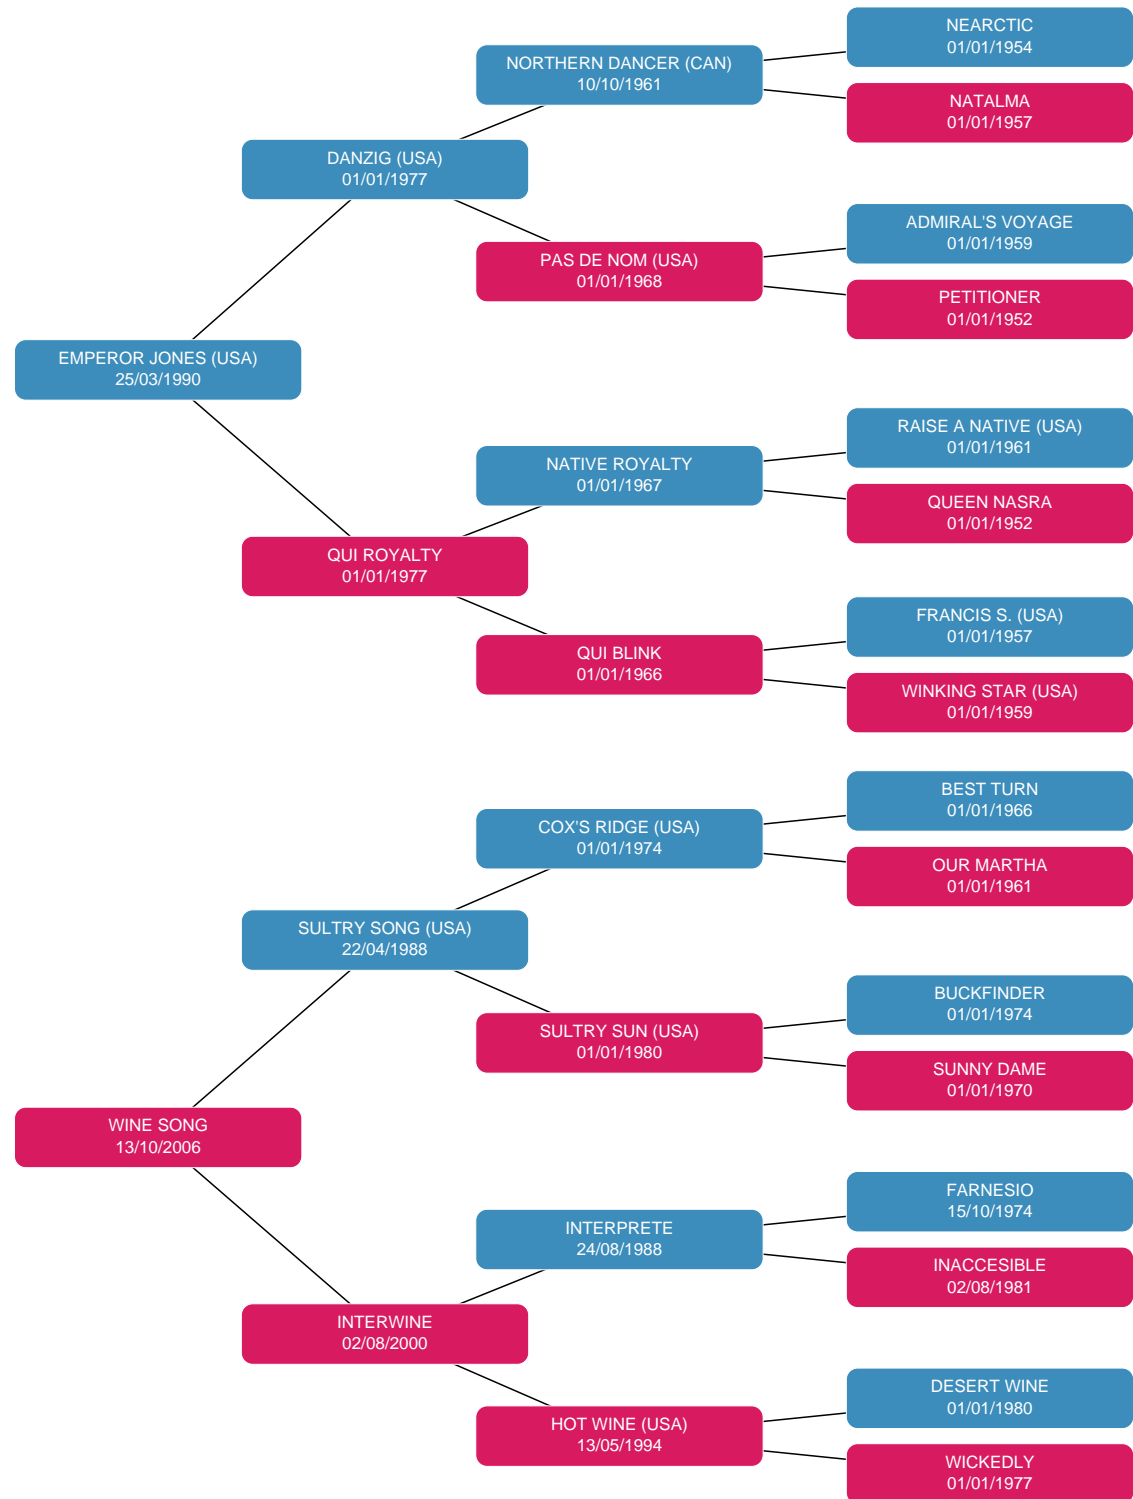 NEARCTIC
01/01/1954
NORTHERN DANCER (CAN)
10/10/1961
NATALMA
01/01/1957
DANZIG (USA)
01/01/1977
ADMIRAL'S VOYAGE
01/01/1959
PAS DE NOM (USA)
01/01/1968
PETITIONER
01/01/1952
EMPEROR JONES (USA)
25/03/1990
RAISE A NATIVE (USA)
01/01/1961
NATIVE ROYALTY
01/01/1967
QUEEN NASRA
01/01/1952
QUI ROYALTY
01/01/1977
FRANCIS S. (USA)
01/01/1957
QUI BLINK
01/01/1966
WINKING STAR (USA)
01/01/1959
BEST TURN
01/01/1966
COX'S RIDGE (USA)
01/01/1974
OUR MARTHA
01/01/1961
SULTRY SONG (USA)
22/04/1988
BUCKFINDER
01/01/1974
SULTRY SUN (USA)
01/01/1980
SUNNY DAME
01/01/1970
WINE SONG
13/10/2006
FARNESIO
15/10/1974
INTERPRETE
24/08/1988
INACCESIBLE
02/08/1981
INTERWINE
02/08/2000
DESERT WINE
01/01/1980
HOT WINE (USA)
13/05/1994
WICKEDLY
01/01/1977